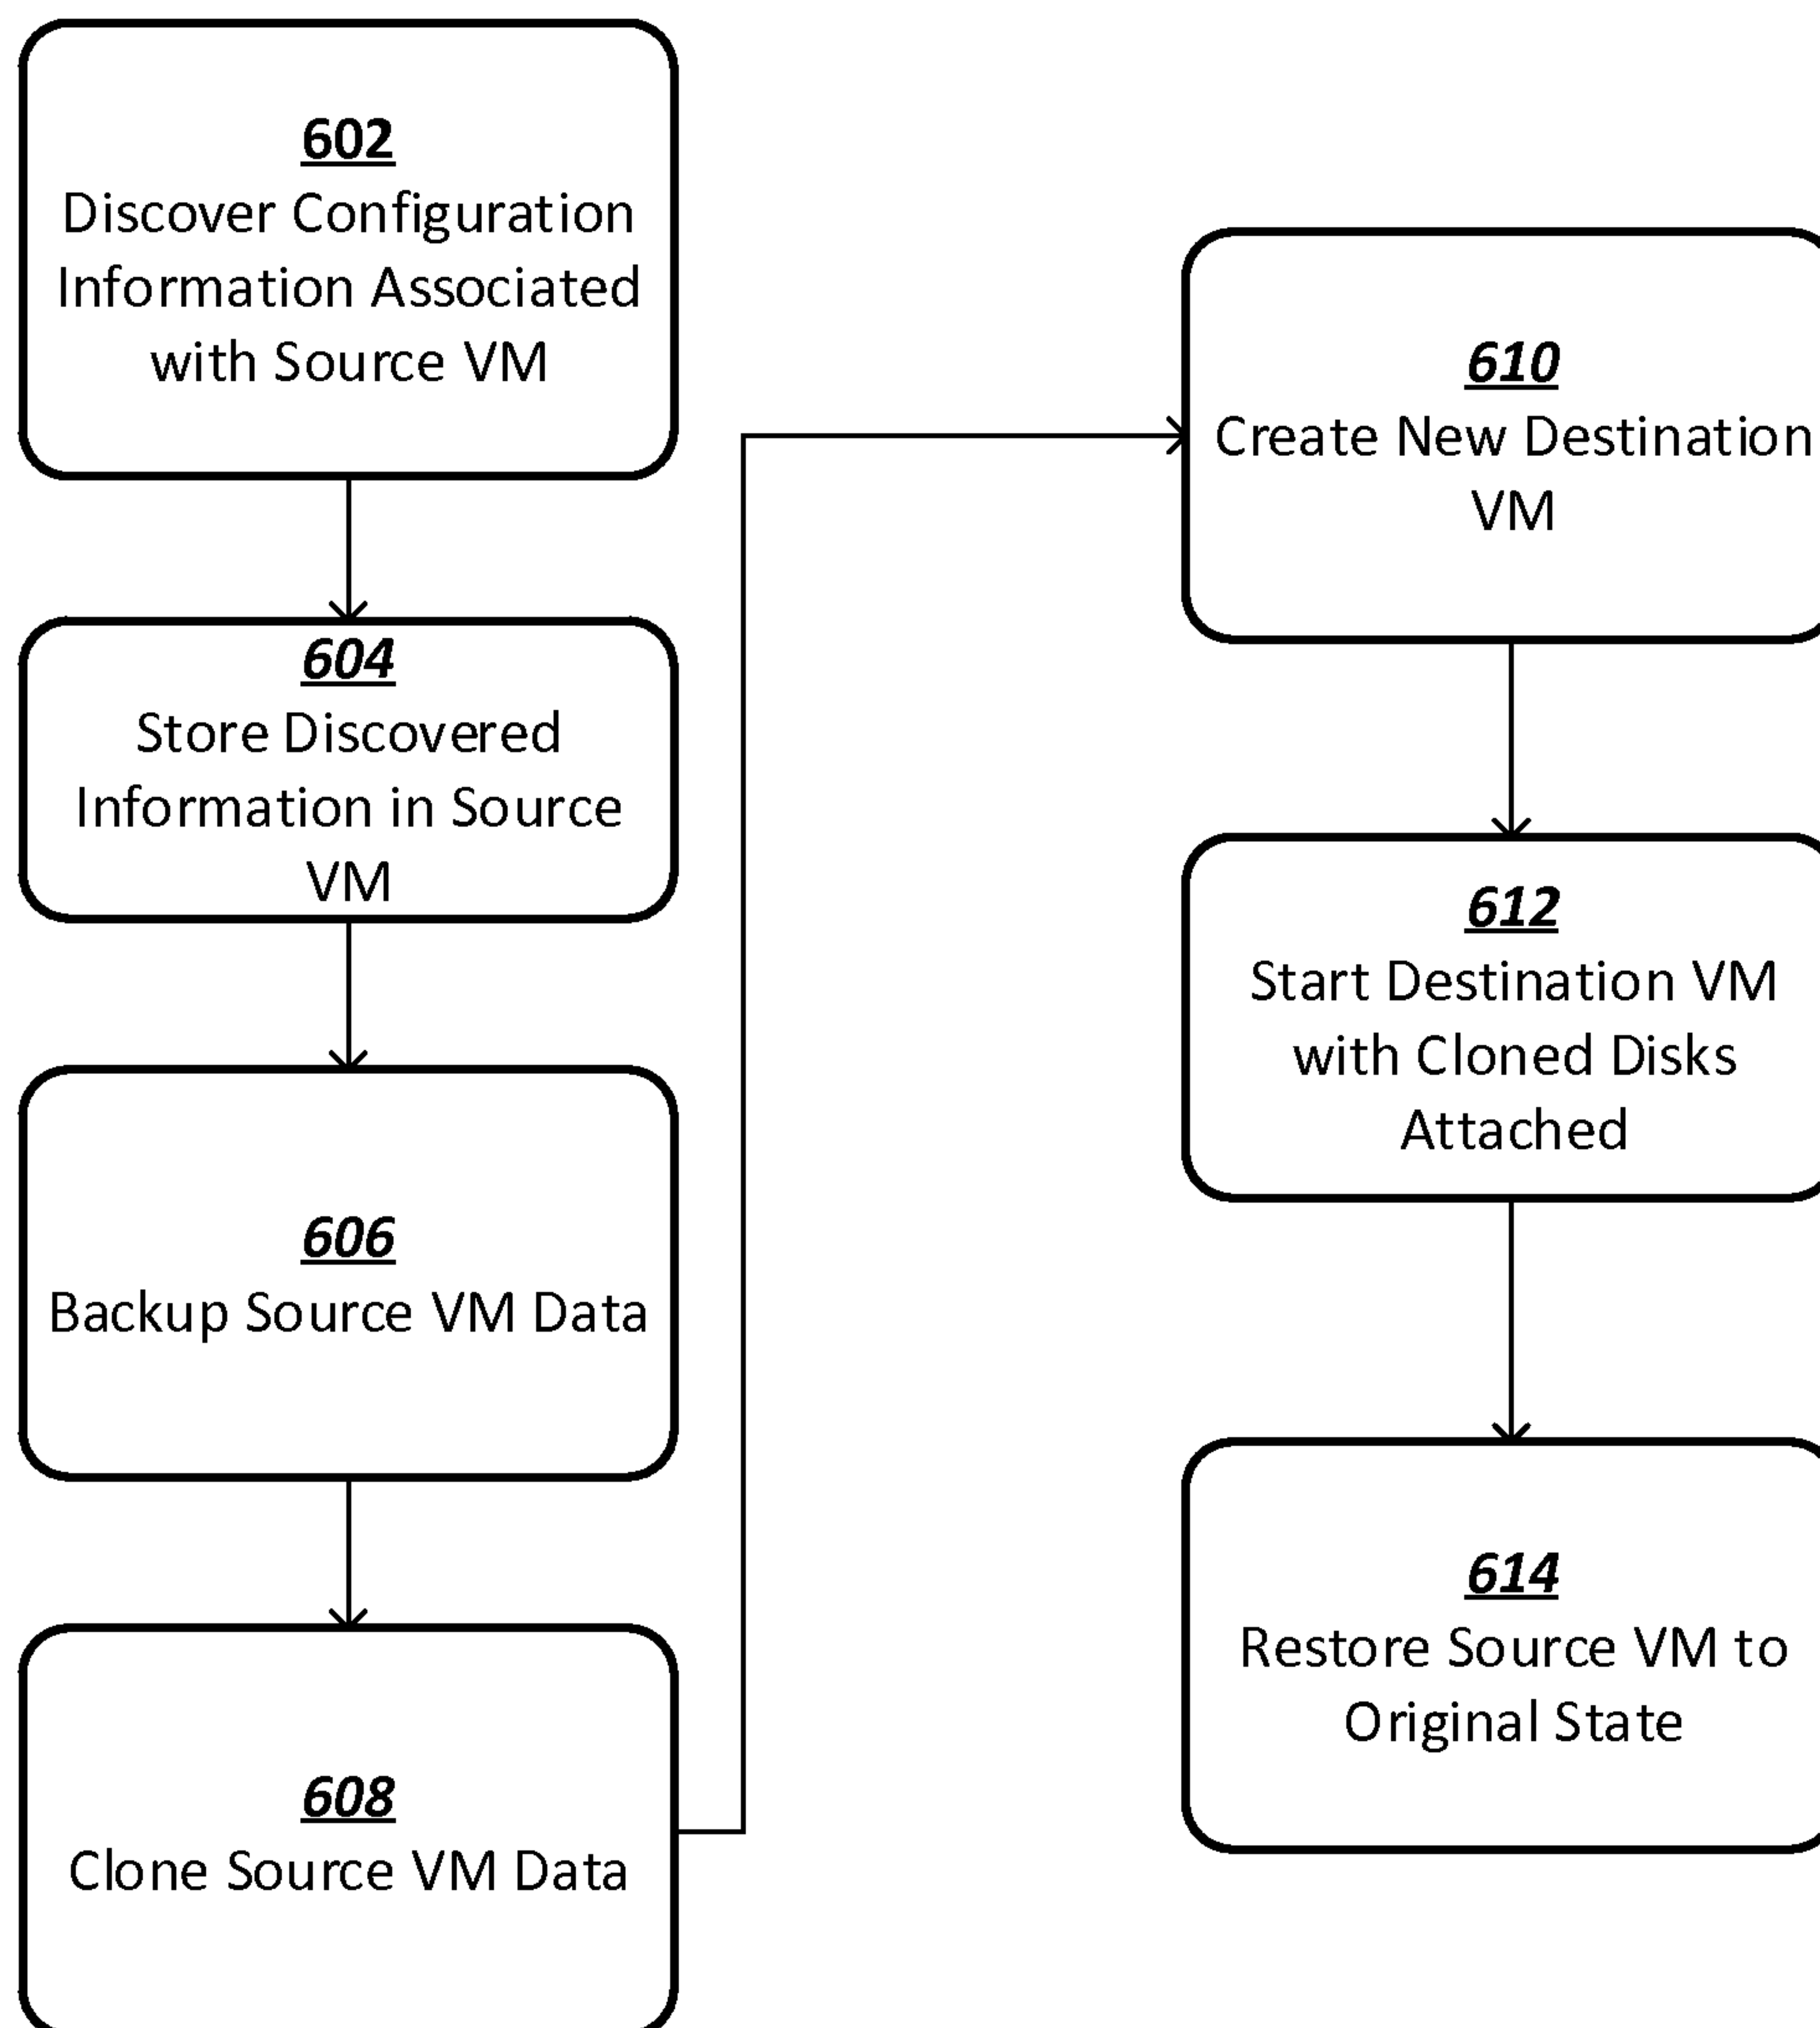 602
Discover Configuration
Information Associated
with Source VM
604
Store Discovered
Information in Source
VM
606
Backup Source VM Data
608
Clone Source VM Data
610
Create New Destination
VM
612
Start Destination VM
with Cloned Disks
Attached
614
Restore Source VM to
Original State